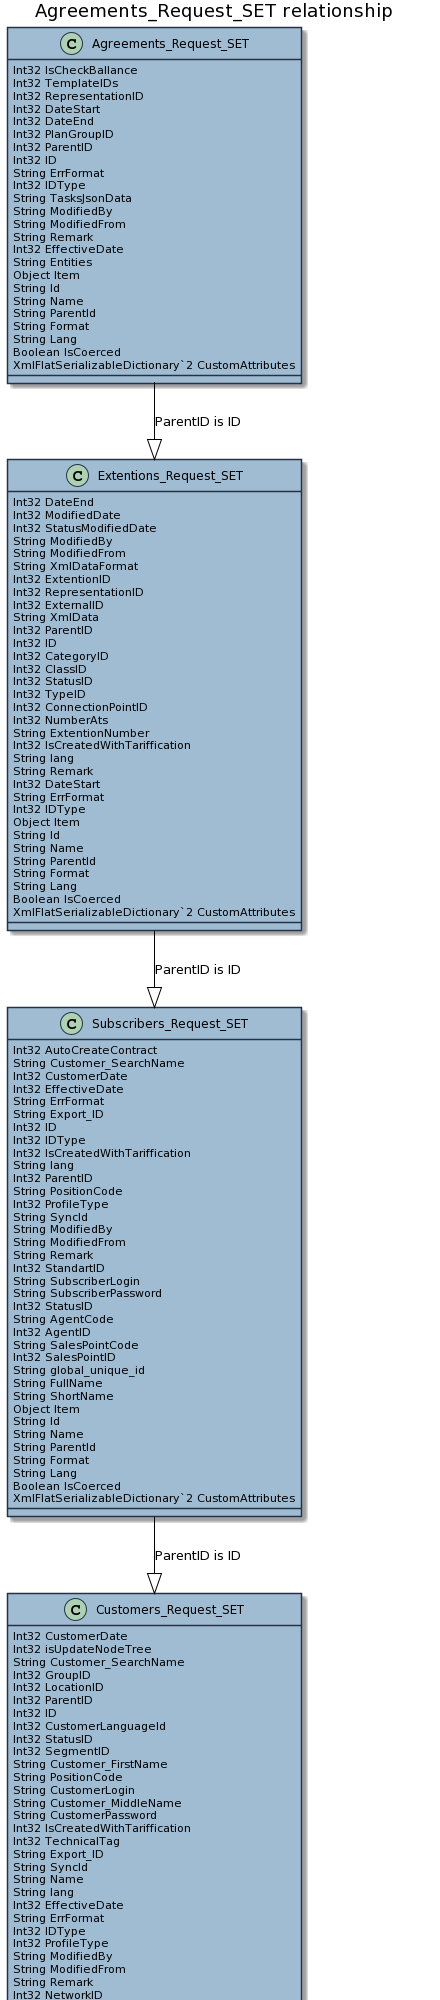 Agreements_Request_SET relationship
C Agreements_Request_SET
Int32 IsCheckBallance
Int32 TemplateIDs
Int32 RepresentationID
Int32 DateStart
Int32 DateEnd
Int32 PlanGroupID
Int32 ParentID
Int32 ID
String ErrFormat
Int32 IDType
String TasksJsonData
String ModifiedBy
String ModifiedFrom
String Remark
Int32 EffectiveDate
String Entities
Object Item
String Id
String Name
String ParentId
String Format
String Lang
Boolean IsCoerced
XmlFlatSerializableDictionary`2 CustomAttributes
ParentID is ID
C Extentions_Request_SET
Int32 DateEnd
Int32 ModifiedDate
Int32 StatusModifiedDate
String ModifiedBy
String ModifiedFrom
String XmlDataFormat
Int32 ExtentionID
Int32 RepresentationID
Int32 ExternalID
String XmlData
Int32 ParentID
Int32 ID
Int32 CategoryID
Int32 ClassID
Int32 StatusID
Int32 TypeID
Int32 ConnectionPointID
Int32 NumberAts
String ExtentionNumber
Int32 IsCreatedWithTariffication
String lang
String Remark
Int32 DateStart
String ErrFormat
Int32 IDType
Object Item
String Id
String Name
String ParentId
String Format
String Lang
Boolean IsCoerced
XmlFlatSerializableDictionary`2 CustomAttributes
ParentID is ID
C Subscribers_Request_SET
Int32 AutoCreateContract
String Customer_SearchName
Int32 CustomerDate
Int32 EffectiveDate
String ErrFormat
String Export_ID
Int32 ID
Int32 IDType
Int32 IsCreatedWithTariffication
String lang
Int32 ParentID
String PositionCode
Int32 ProfileType
String SyncId
String ModifiedBy
String ModifiedFrom
String Remark
Int32 StandartID
String SubscriberLogin
String SubscriberPassword
Int32 StatusID
String AgentCode
Int32 AgentID
String SalesPointCode
Int32 SalesPointID
String global_unique_id
String FullName
String ShortName
Object Item
String Id
String Name
String ParentId
String Format
String Lang
Boolean IsCoerced
XmlFlatSerializableDictionary`2 CustomAttributes
ParentID is ID
C Customers_Request_SET
Int32 CustomerDate
Int32 isUpdateNodeTree
String Customer_SearchName
Int32 GroupID
Int32 LocationID
Int32 ParentID
Int32 ID
Int32 CustomerLanguageId
Int32 StatusID
Int32 SegmentID
String Customer_FirstName
String PositionCode
String CustomerLogin
String Customer_MiddleName
String CustomerPassword
Int32 IsCreatedWithTariffication
Int32 TechnicalTag
String Export_ID
String SyncId
String Name
String lang
Int32 EffectiveDate
String ErrFormat
Int32 IDType
Int32 ProfileType
String ModifiedBy
String ModifiedFrom
String Remark
Int32 NetworkID